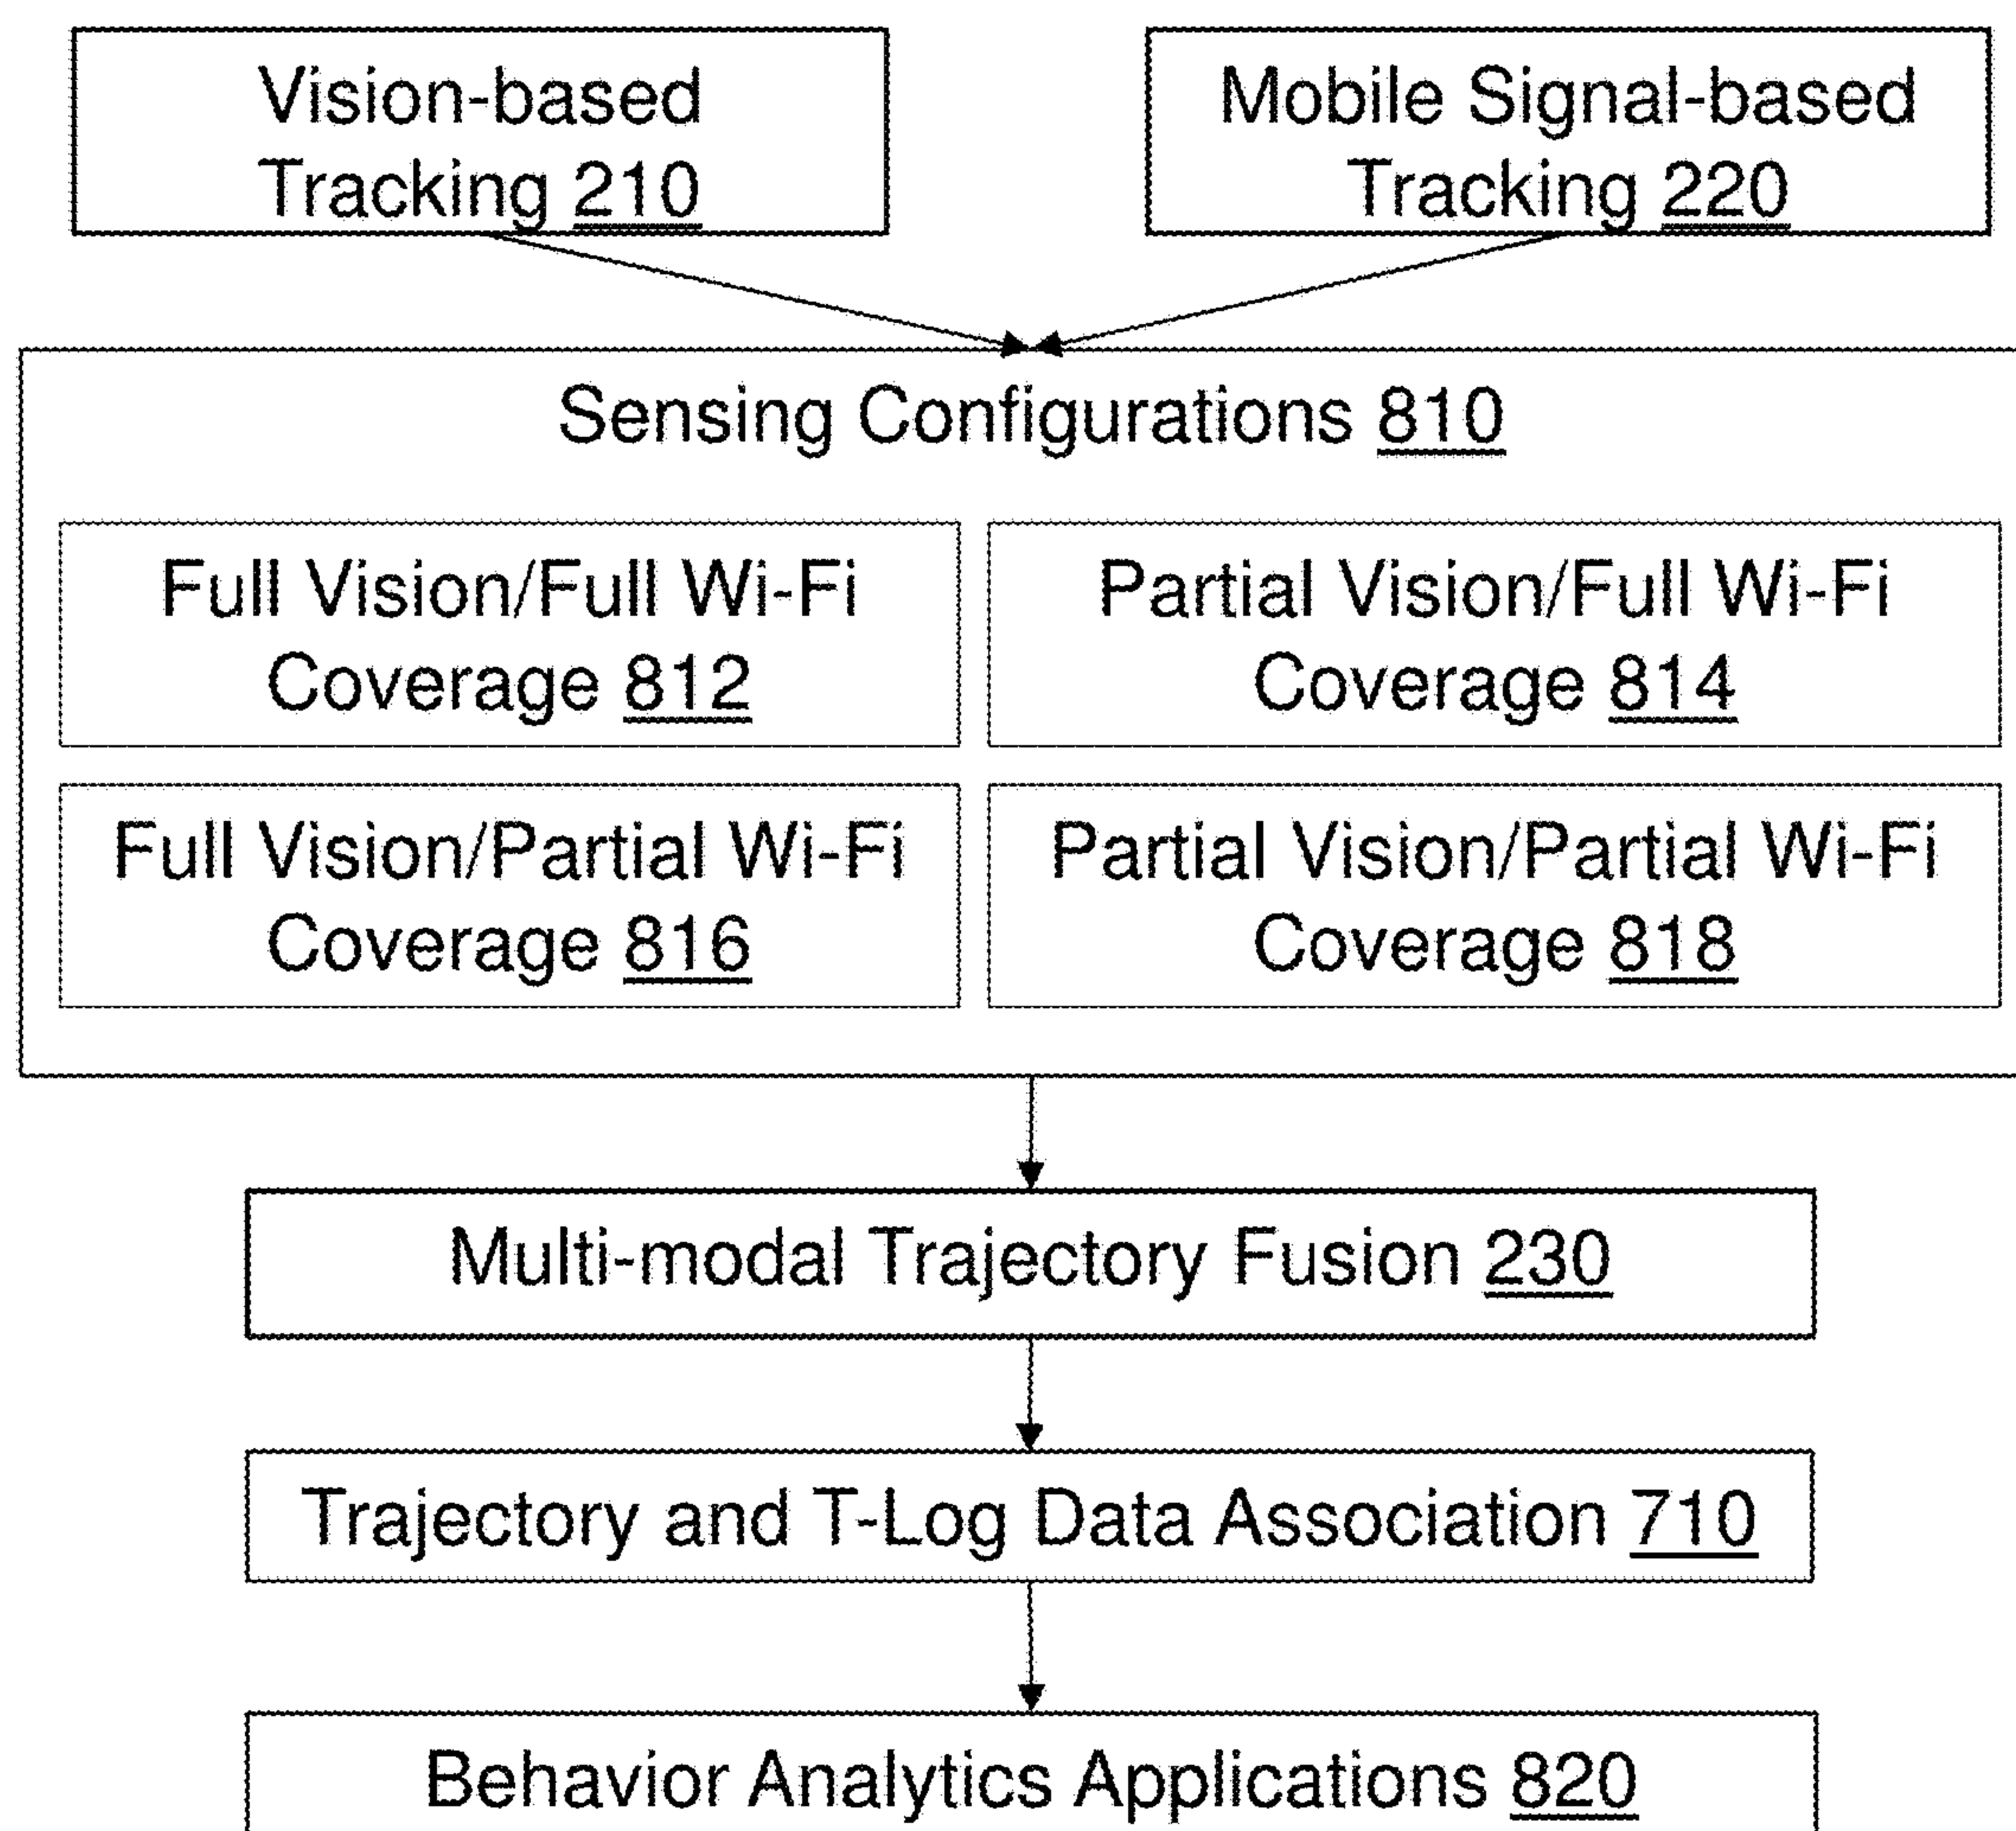 Vision-based
Tracking 210
Mobile Signal-based
Tracking 220
Sensing Configurations 810
Full Vision/Full Wi-Fi
Coverage 812
Partial Vision/Full Wi-Fi
Coverage 814
Full Vision/Partial Wi-Fi
Coverage 816
Partial Vision/Partial Wi-Fi
Coverage 818
Multi-modal Trajectory Fusion 230
Trajectory and T-Log Data Association 710
Behavior Analytics Applications 820